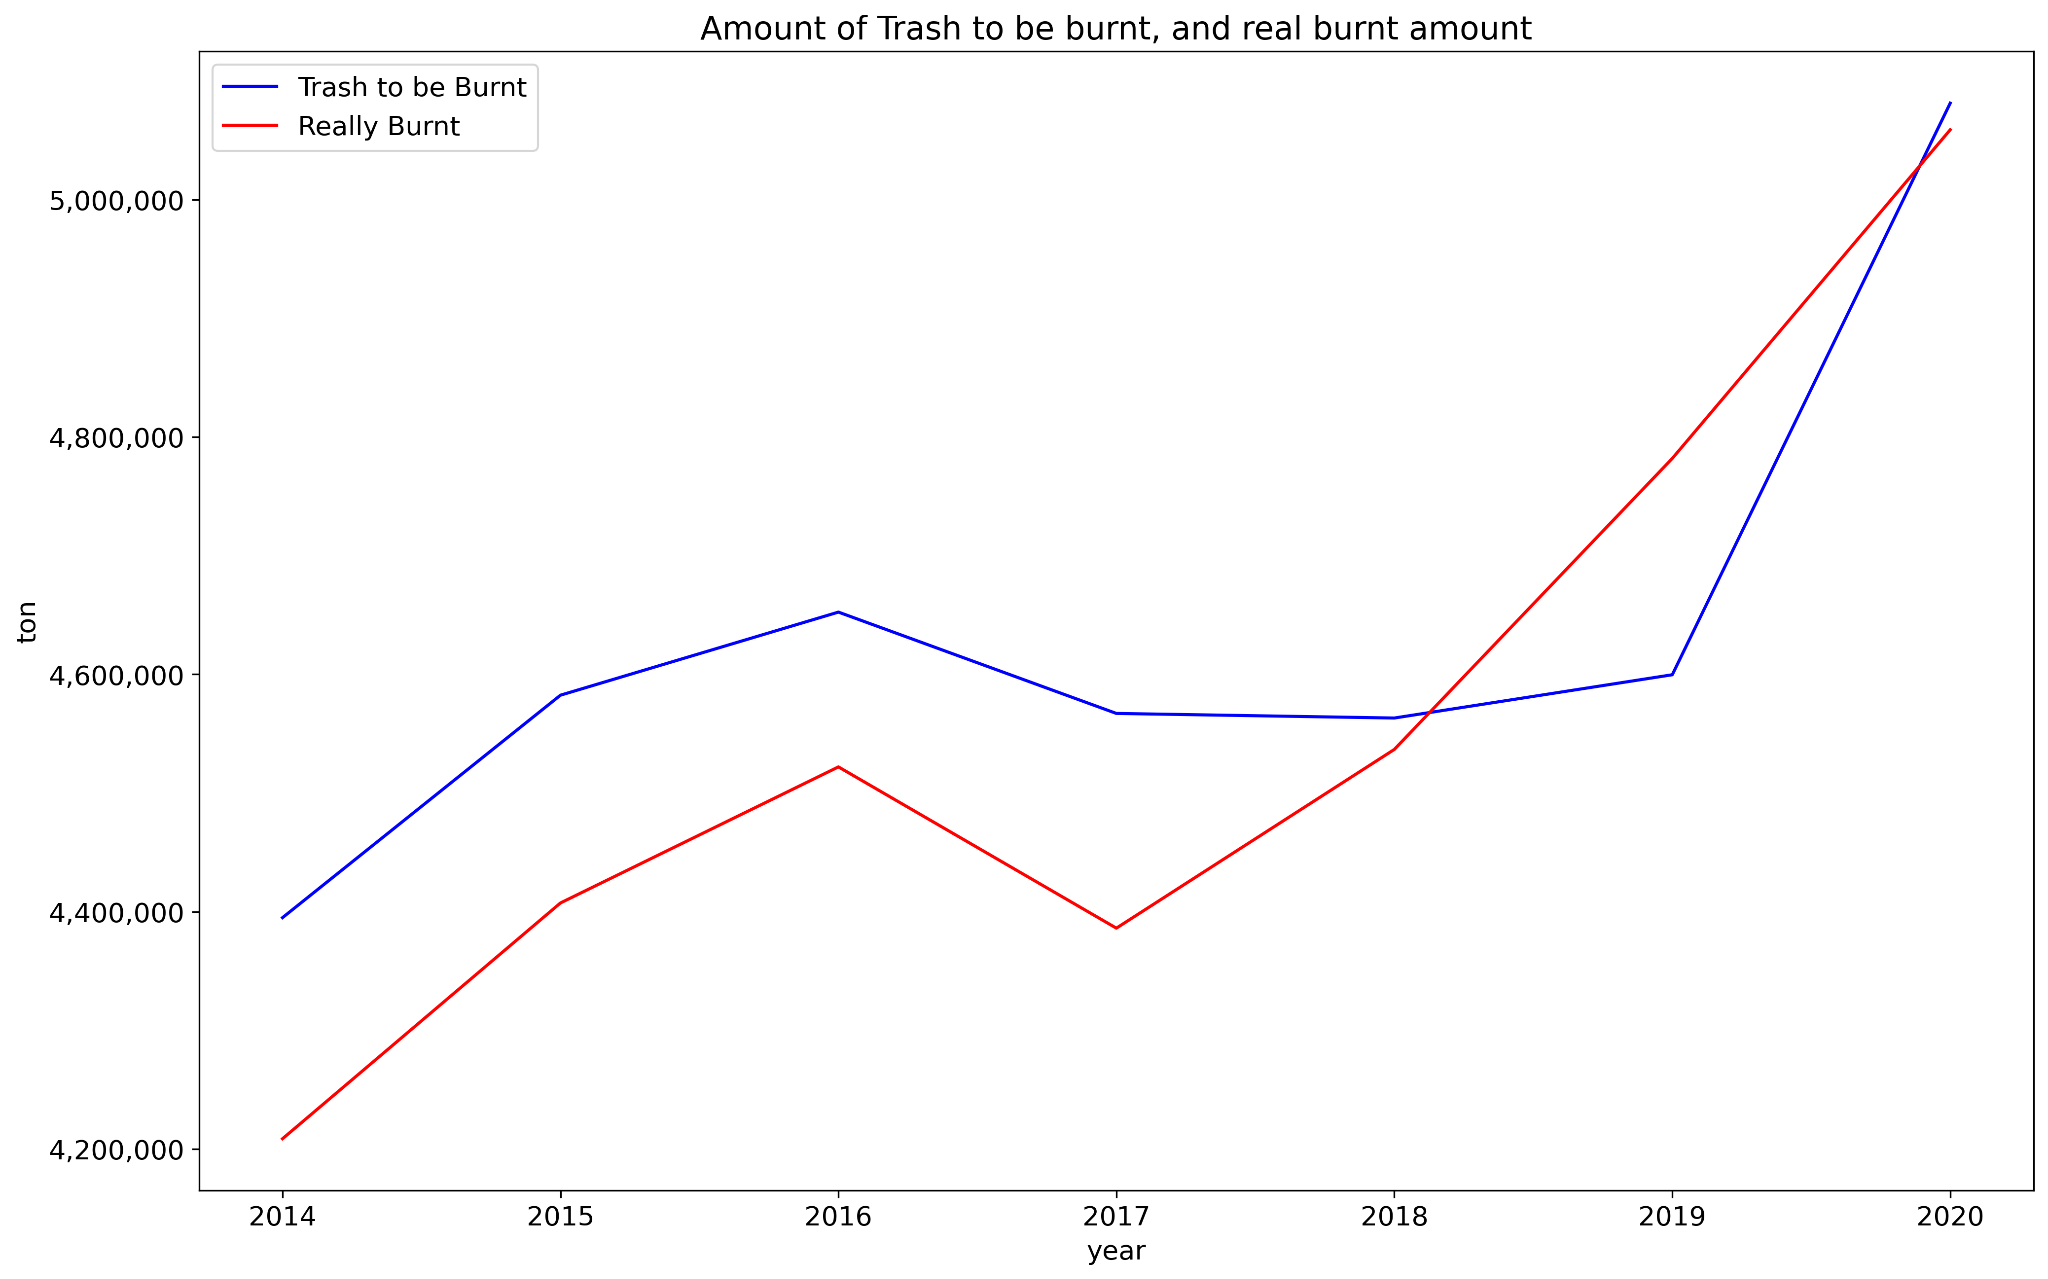 Amount of Trash to be burnt, and real burnt amount
Trash to be Burnt
Really Burnt
5,000,000
4,800,000
4,600,000
4,400,000
4,200,000
ton
2014 2015 2016 2017 2018 2019 2020
year